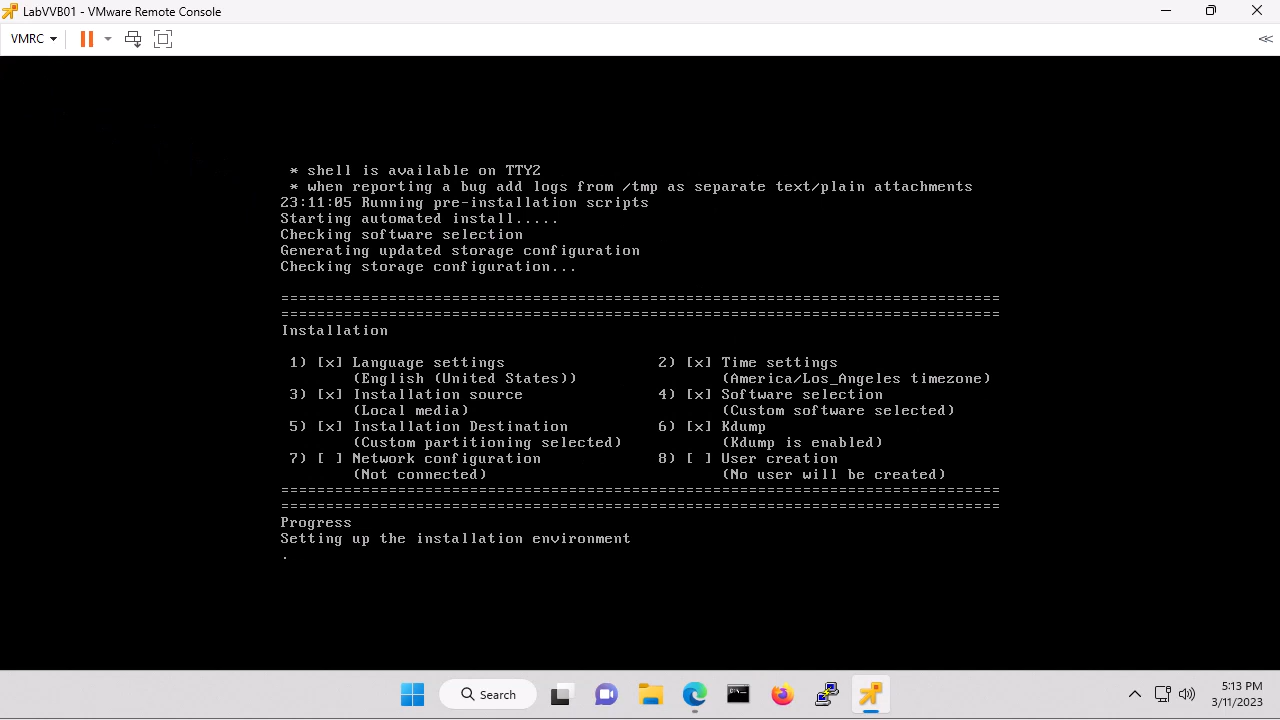 LabVVB01 - VMware Remote Console
VMRC
* shell is available on TTY2
* when reporting a bug add logs from /tmp as separate text/plain attachments
23:11:05 Running pre-installation scripts
Starting automated install.....
Checking software selection
Generating updated storage configuration
Checking storage configuration...
================================================================================
================================================================================
Installation
1) [x] Language settings 2) [x] Time settings
(English (United States)) (America/Los_Angeles timezone)
3) [x] Installation source 4) [x] Software selection
(Local media) (Custom software selected)
5) [x] Installation Destination 6) [x] Kdump
(Custom partitioning selected) (Kdump is enabled)
7) [ ] Network configuration 8) [ ] User creation
(Not connected) (No user will be created)
================================================================================
================================================================================
Progress
Setting up the installation environment
.
Search
5:13 PM
3/11/2023